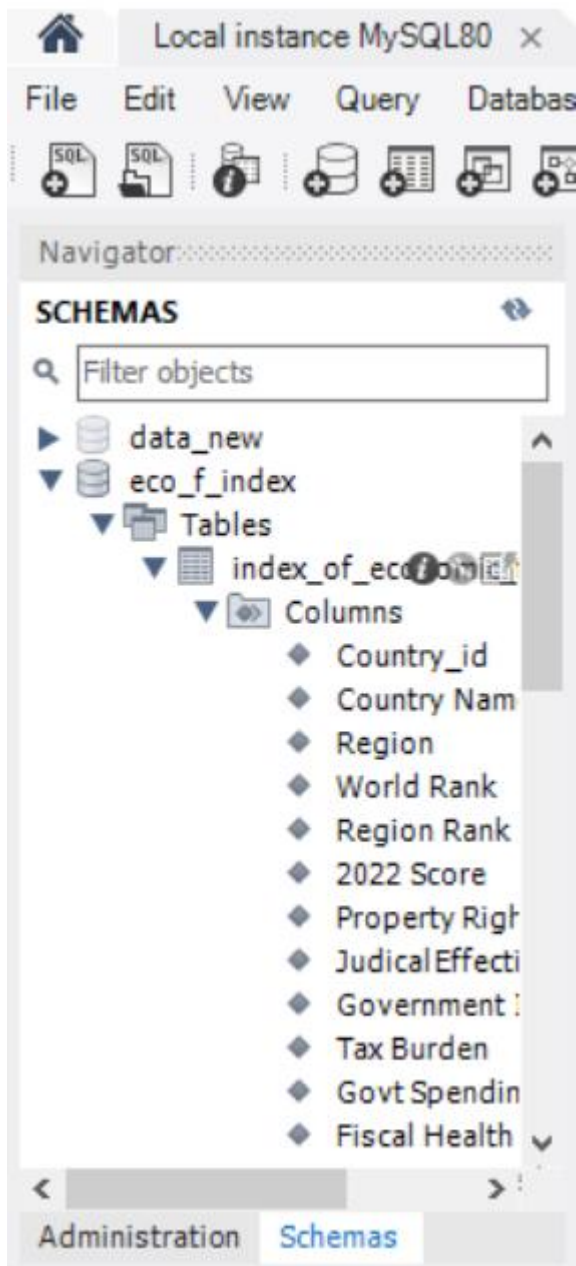 Local instance MySQL80 ×
File Edit View Query Databas
SQL SQL
Navigator
SCHEMAS
Filter objects
data_new
eco_f_index
Tables
index_of_economic_
Columns
Country_id
Country Nam
Region
World Rank
Region Rank
2022 Score
Property Righ
Judical Effecti
Government I
Tax Burden
Govt Spendin
Fiscal Health
Administration Schemas